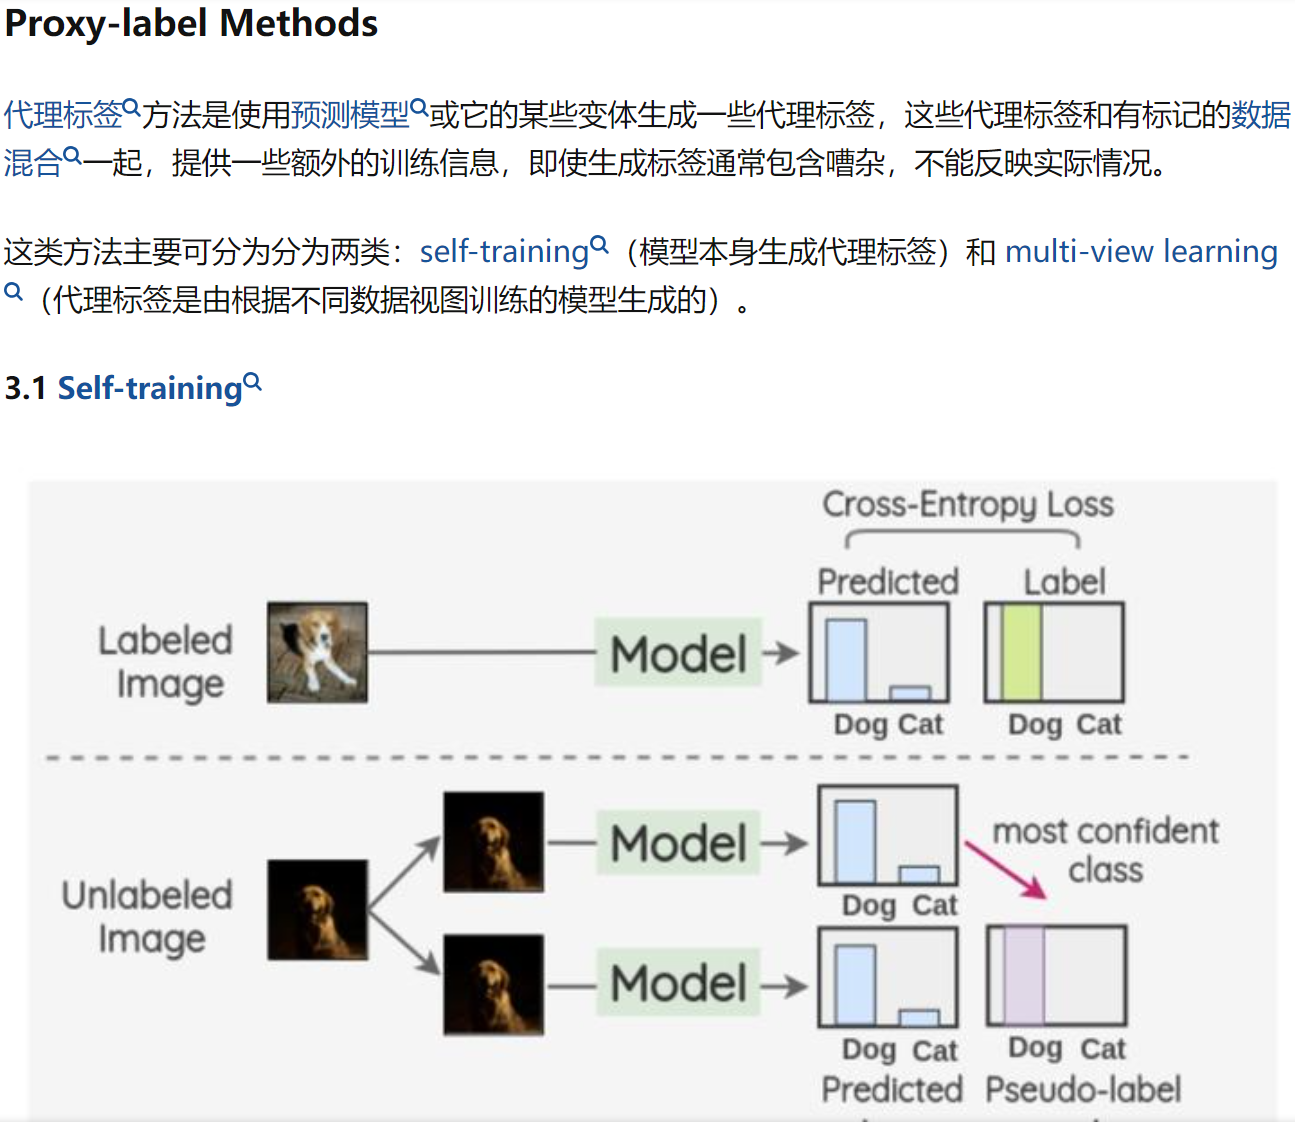 Proxy-label Methods
代理标签方法是使用预测模型或它的某些变体生成一些代理标签，这些代理标签和有标记的数据
混合一起，提供一些额外的训练信息，即使生成标签通常包含嘈杂，不能反映实际情况。
这类方法主要可分为分为两类：self-training（模型本身生成代理标签）和 multi-view learning
（代理标签是由根据不同数据视图训练的模型生成的）。
3.1 Self-training
Cross-Entropy Loss
Predicted Label
Labeled
Image
Model
Dog Cat
Dog Cat
Unlabeled
Image
Model
most confident
class
Dog Cat
Model
Dog Cat
Dog Cat
Predicted Pseudo-label